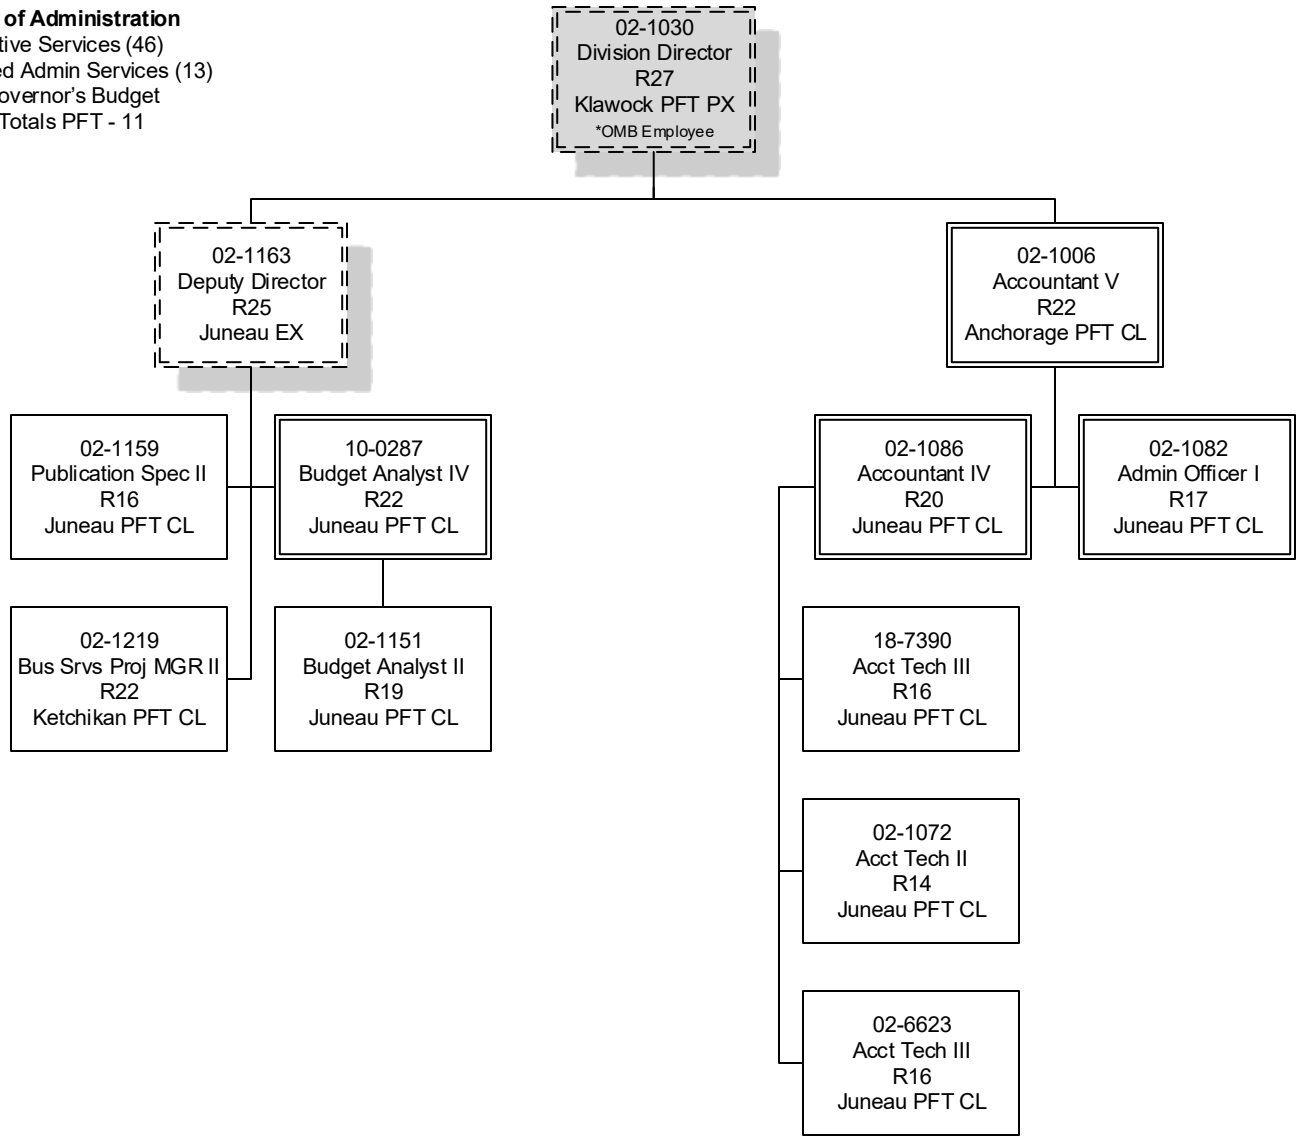 of Administration
tive Services (46)
ed Admin Services (13)
overnor's Budget
Totals PFT - 11
02-1030
Division Director
R27
Klawock PFT PX
*OMB Employee
02-1163
Deputy Director
R25
Juneau EX
02-1006
Accountant V
R22
Anchorage PFT CL
02-1159
Publication Spec II
R16
Juneau PFT CL
10-0287
Budget Analyst IV
R22
Juneau PFT CL
02-1086
Accountant IV
R20
Juneau PFT CL
02-1082
Admin Officer I
R17
Juneau PFT CL
02-1219
Bus Srvs Proj MGR II
R22
Ketchikan PFT CL
02-1151
Budget Analyst II
R19
Juneau PFT CL
18-7390
Acct Tech III
R16
Juneau PFT CL
02-1072
Acct Tech II
R14
Juneau PFT CL
02-6623
Acct Tech III
R16
Juneau PFT CL